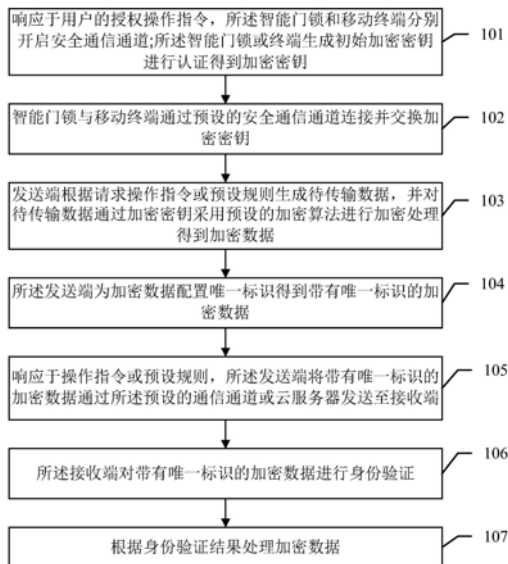 响应于用户的授权操作指令，所述智能门锁和移动终端分别
开启安全通信通道;所述智能门锁或终端生成初始加密密钥
进行认证得到加密密钥
101
智能门锁与移动终端通过预设的安全通信通道连接并交换加
密密钥
102
发送端根据请求操作指令或预设规则生成待传输数据，并对
待传输数据通过加密密钥采用预设的加密算法进行加密处理
得到加密数据
103
所述发送端为加密数据配置唯一标识得到带有唯一标识的加
密数据
104
响应于操作指令或预设规则，所述发送端将带有唯一标识的
加密数据通过所述预设的通信通道或云服务器发送至接收端
105
所述接收端对带有唯一标识的加密数据进行身份验证
106
根据身份验证结果处理加密数据
107